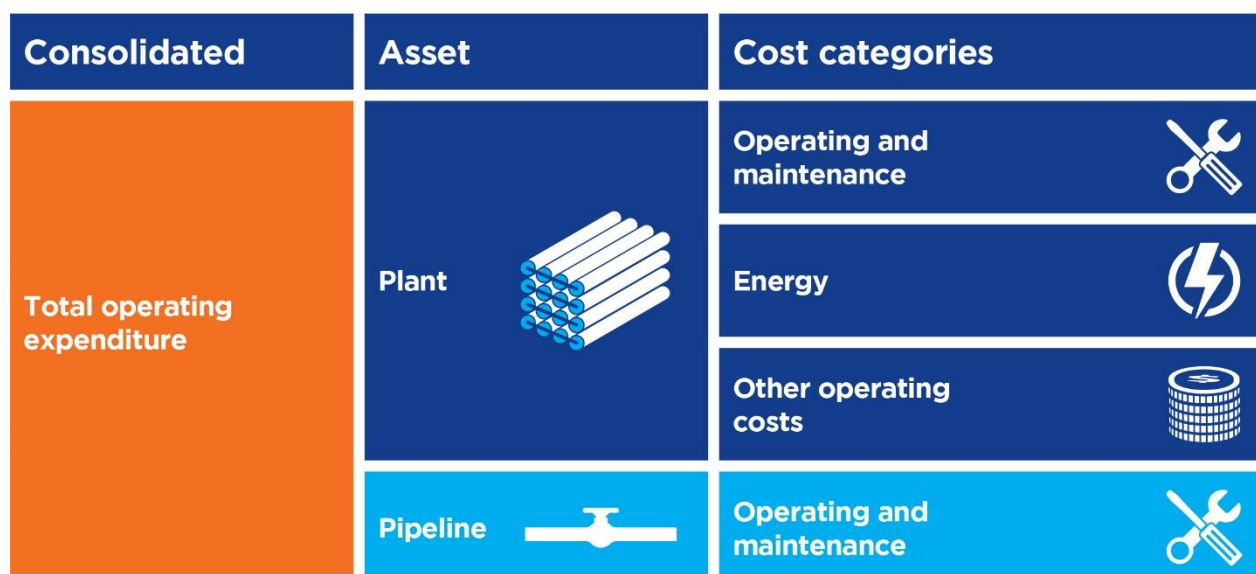 Consolidated
Asset
Cost categories
Total operating
expenditure
Plant
Operating and
maintenance
Energy
Other operating
costs
Pipeline
Operating and
maintenance